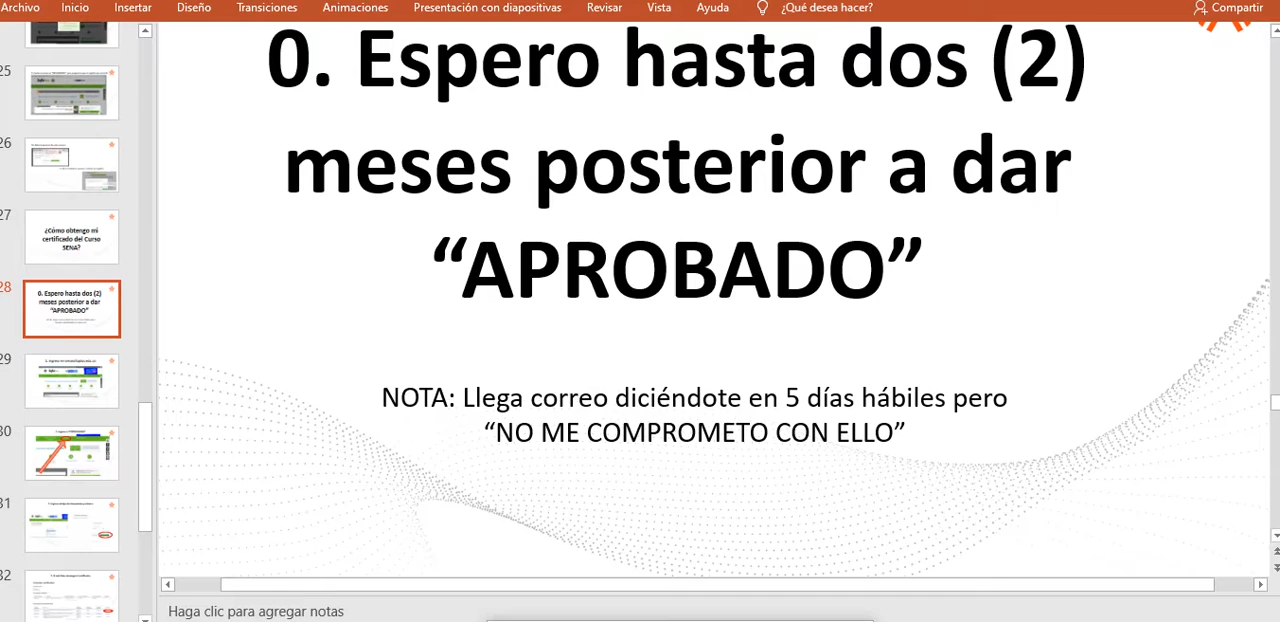 Archivo Inicio Insertar Diseño Transiciones Animaciones Presentación con diapositivas Revisar Vista Ayuda ¿Qué desea hacer? Compartir
25
26
27
¿Cómo obtengo mi
certificado del Curso
SENA?
28
0. Espero hasta dos (2)
meses posterior a dar
“APROBADO”
29
30
31
32
0. Espero hasta dos (2)
meses posterior a dar
“APROBADO”
NOTA: Llega correo diciéndote en 5 días hábiles pero
“NO ME COMPROMETO CON ELLO”
Haga clic para agregar notas